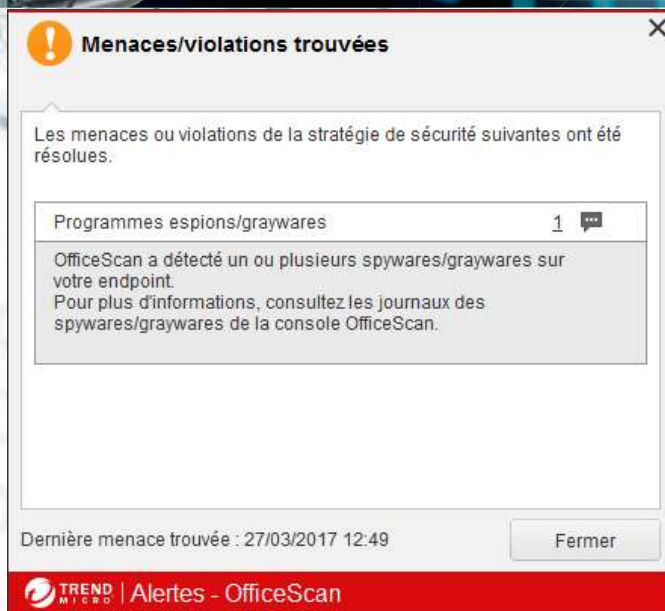 Menaces/violations trouvées
Les menaces ou violations de la stratégie de sécurité suivantes ont été
résolues.
Programmes espions/graywares 1
OfficeScan a détecté un ou plusieurs spywares/graywares sur
votre endpoint.
Pour plus d'informations, consultez les journaux des
spywares/graywares de la console OfficeScan.
Dernière menace trouvée : 27/03/2017 12:49
Fermer
TREND MICRO | Alertes - OfficeScan